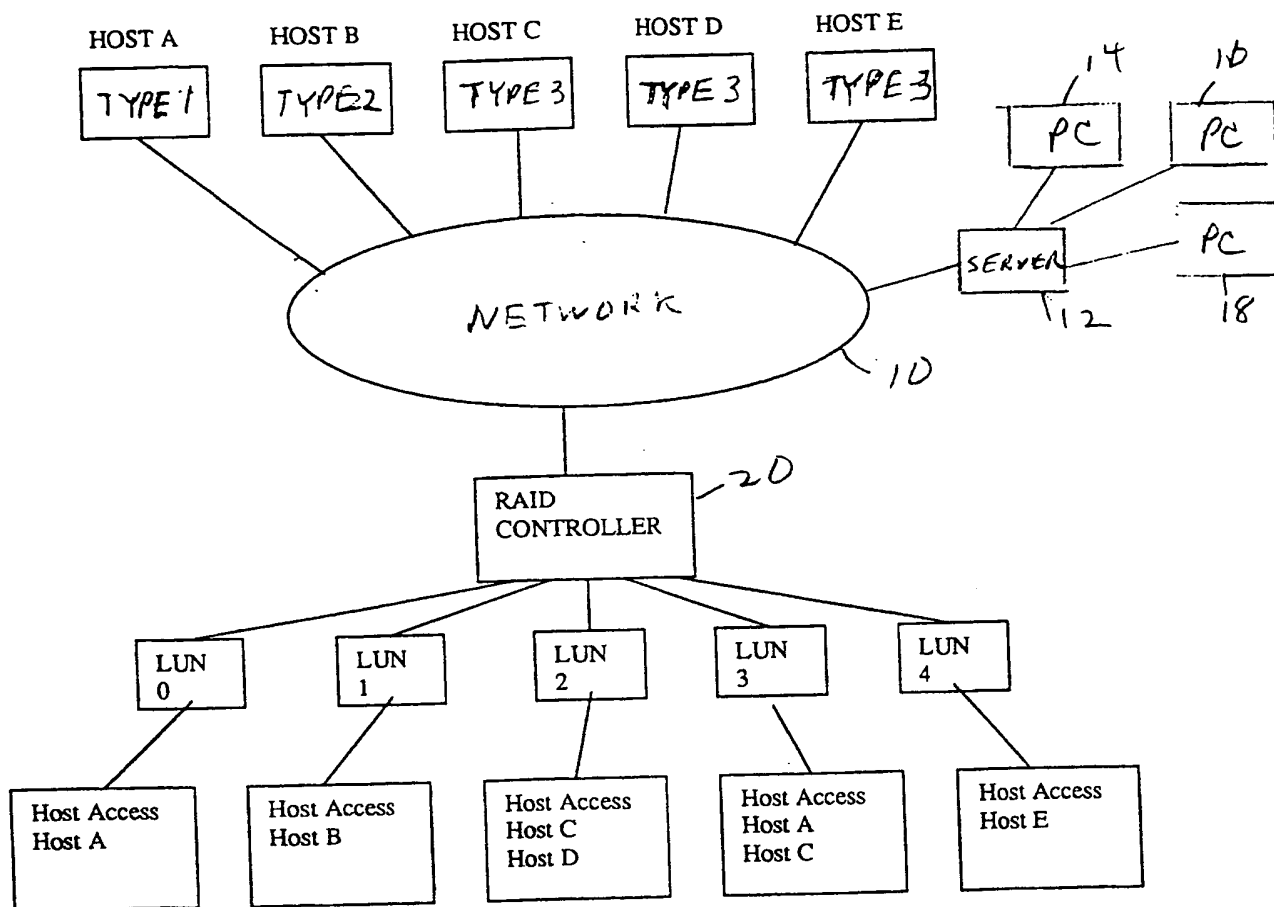 HOST A
HOST B
HOST C
HOST D
HOST E
TYPE 1
TYPE 2
TYPE 3
TYPE 3
TYPE 3
14
16
PC
PC
PC
SERVER
12
18
NETWORK
10
RAID
CONTROLLER
20
LUN
0
LUN
1
LUN
2
LUN
3
LUN
4
Host Access
Host A
Host Access
Host B
Host Access
Host C
Host D
Host Access
Host A
Host C
Host Access
Host E